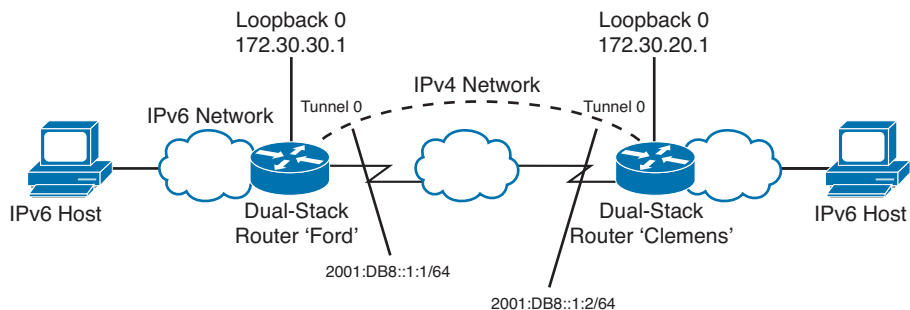 Loopback 0
172.30.30.1
Loopback 0
172.30.20.1
IPv4 Network
IPv6 Network
Tunnel 0
Tunnel 0
IPv6 Host
Dual-Stack
Router ‘Ford’
Dual-Stack
Router ‘Clemens’
IPv6 Host
2001:DB8::1:1/64
2001:DB8::1:2/64